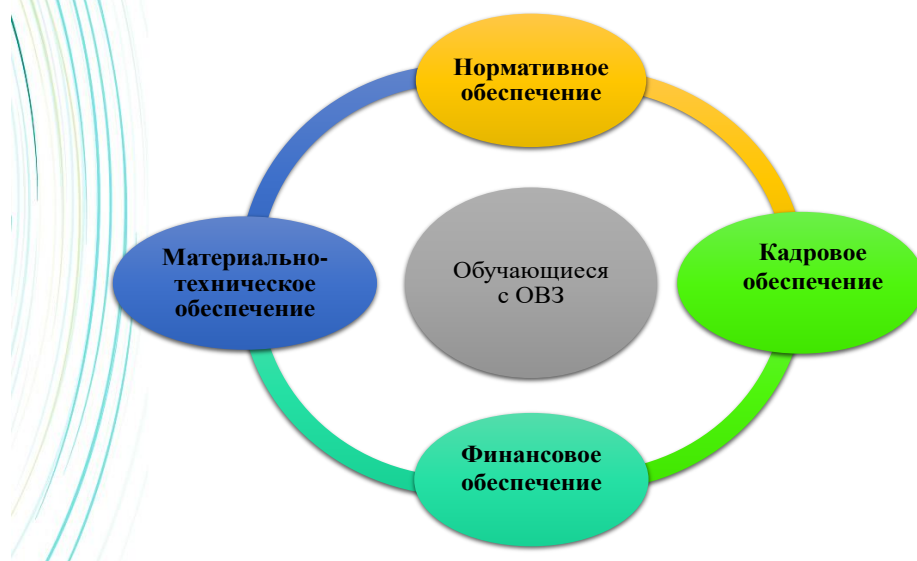 Нормативное
обеспечение
Материально-
техническое
обеспечение
Обучающиеся
с ОВЗ
Кадровое
обеспечение
Финансовое
обеспечение